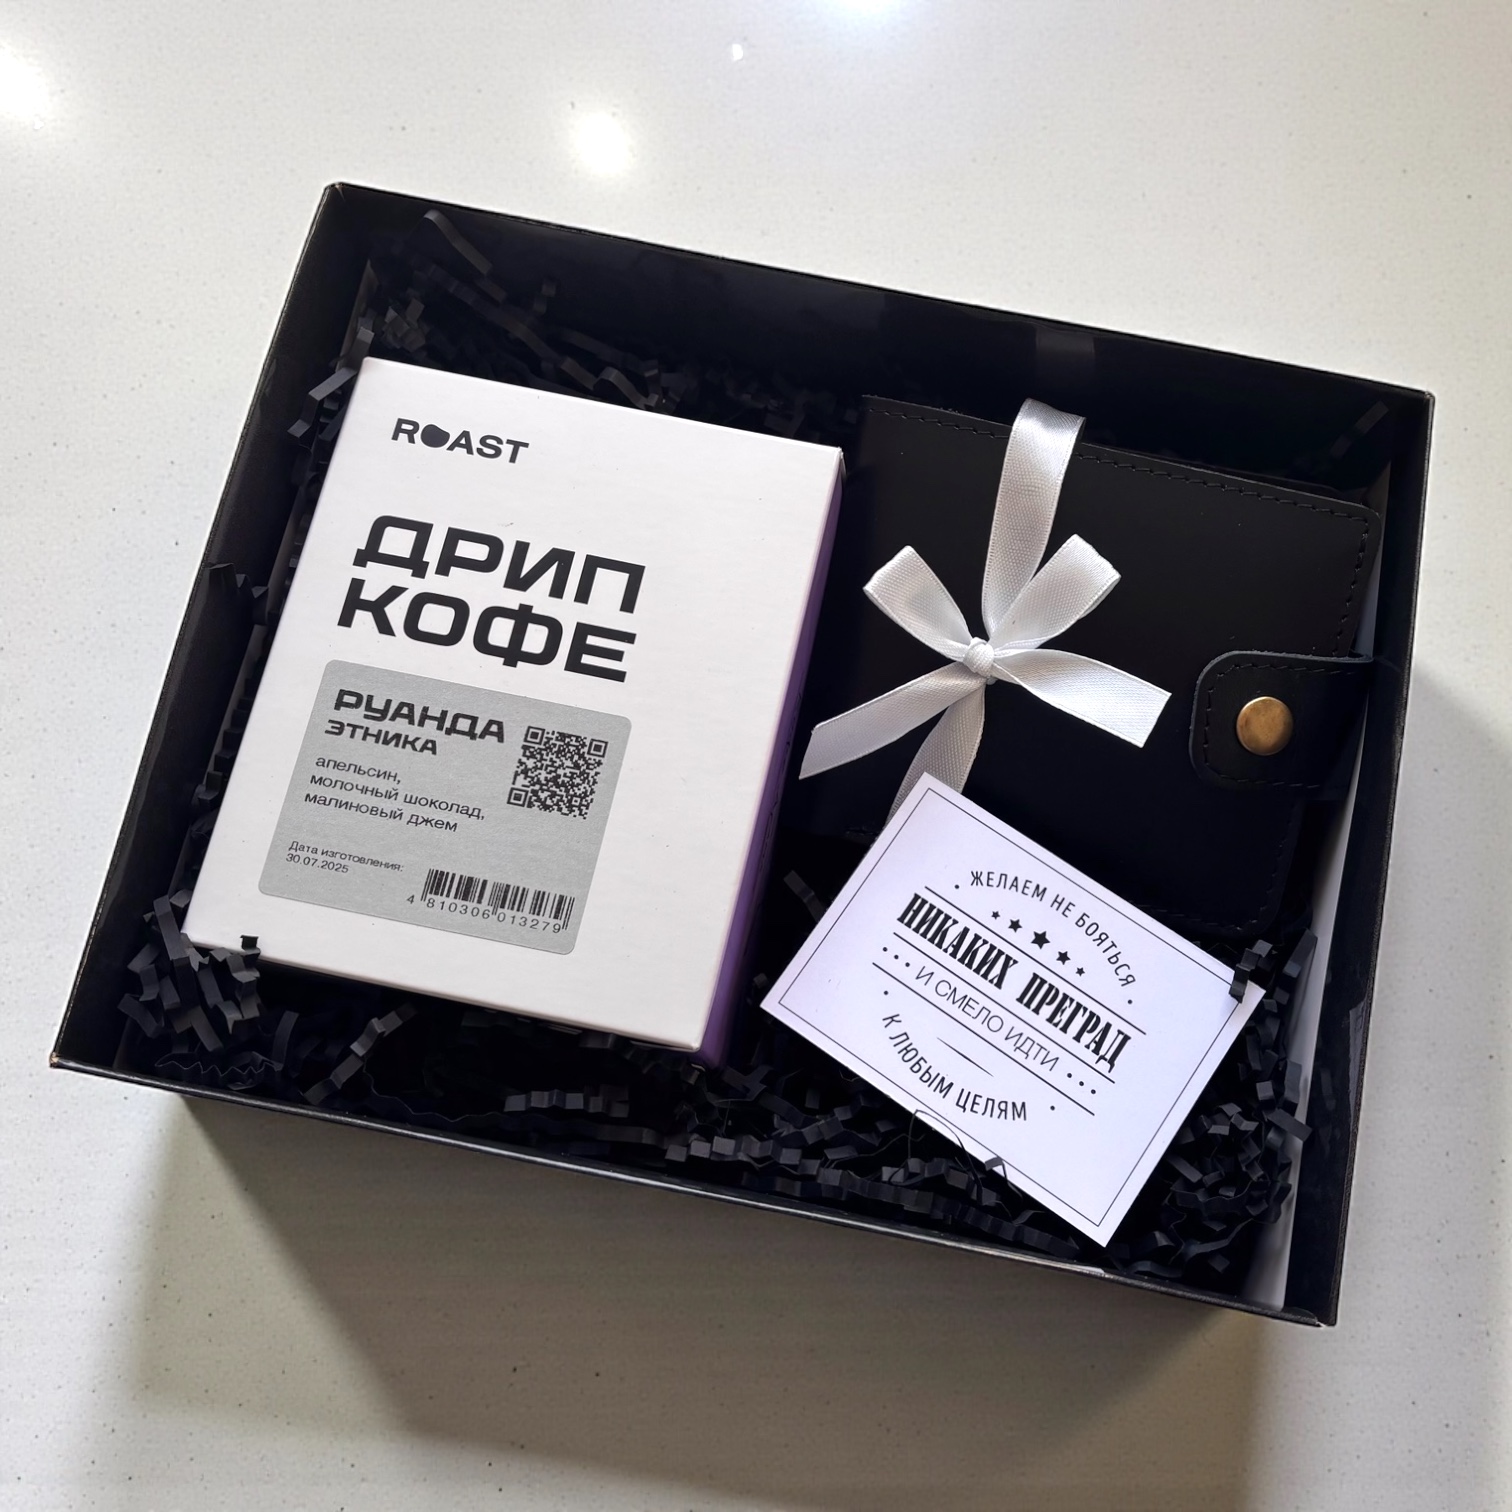 ROAST
ДРИП
КОФЕ
РУАНДА
ЭТНИКА
апельсин,
молочный шоколад,
малиновый джем
Дата изготовления:
30.07.2025
4 810306 013279
ЖЕЛАЕМ НЕ БОЯТЬСЯ
НИКАКИХ ПРЕГРАД
И СМЕЛО ИДТИ
К ЛЮБЫМ ЦЕЛЯМ